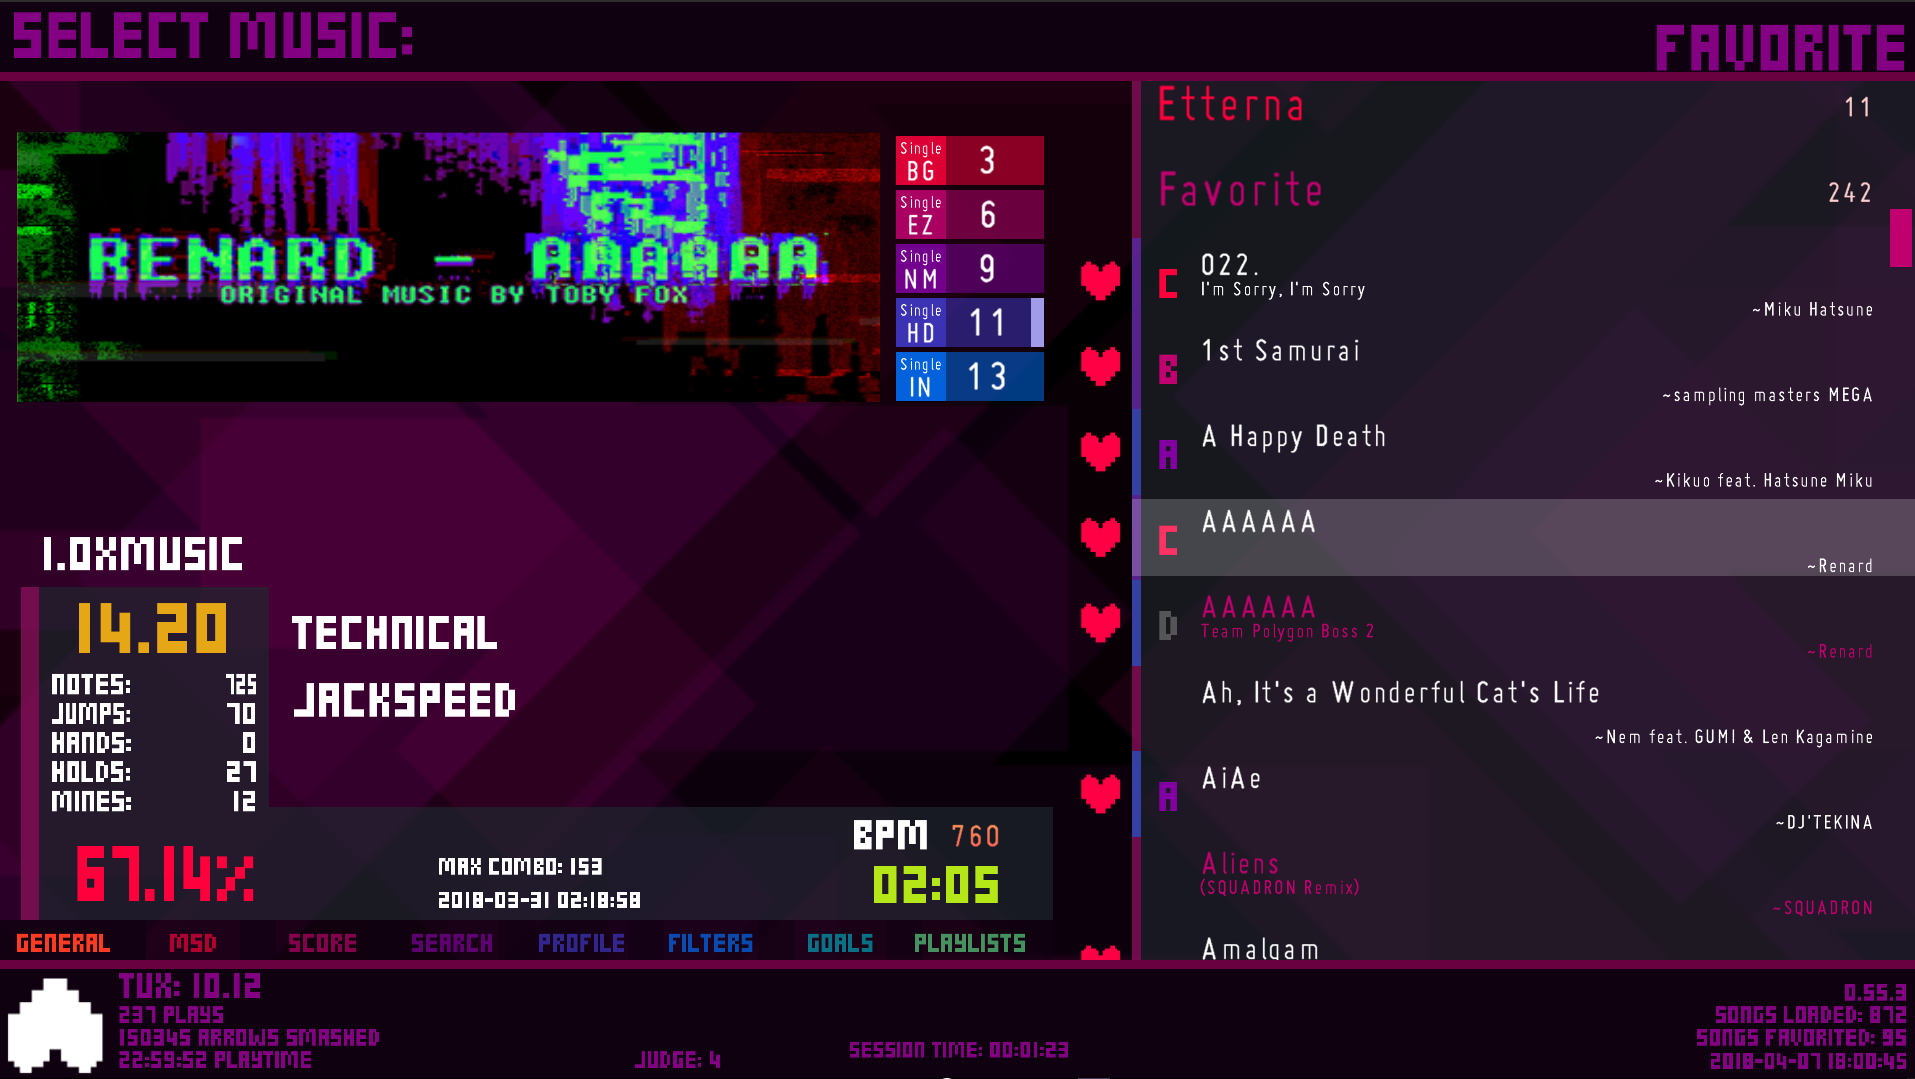 SELECT MUSIC:
FAVORITE
RENARD - AAAAAA
ORIGINAL MUSIC BY TOBY FOX
Single BG 3
Single EZ 6
Single NM 9
Single HD 11
Single IN 13
1.0XMUSIC
14.20
NOTES: 725
JUMPS: 70
HANDS: 0
HOLDS: 27
MINES: 12
TECHNICAL
JACKSPEED
67.14%
MAX COMBO: 153
2018-03-31 02:18:58
BPM 760
02:05
GENERAL MSD SCORE SEARCH PROFILE FILTERS GOALS PLAYLISTS
Etterna 11
Favorite 242
C 022.
I'm Sorry, I'm Sorry
~Miku Hatsune
B 1st Samurai
~sampling masters MEGA
A A Happy Death
~Kikuo feat. Hatsune Miku
C AAAAAA
~Renard
D AAAAAA
Team Polygon Boss 2
~Renard
Ah, It's a Wonderful Cat's Life
~Nem feat. GUMI & Len Kagamine
A AiAe
~DJ'TEKINA
Aliens
(SQUADRON Remix)
~SQUADRON
Amalgam
TUX: 10.12
237 PLAYS
150345 ARROWS SMASHED
22:59:52 PLAYTIME
JUDGE: 4
SESSION TIME: 00:01:23
0.55.3
SONGS LOADED: 872
SONGS FAVORITED: 95
2018-04-07 18:00:45